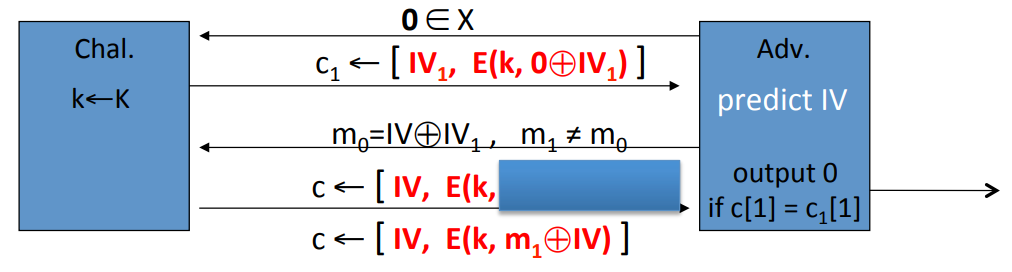 0 ∈ X
Chal.
k←K
c₁ ← [ IV₁, E(k, 0⊕IV₁) ]
Adv.
predict IV
m₀=IV⊕IV₁ , m₁ ≠ m₀
c ← [ IV, E(k,
output 0
if c[1] = c₁[1]
c ← [ IV, E(k, m₁⊕IV) ]